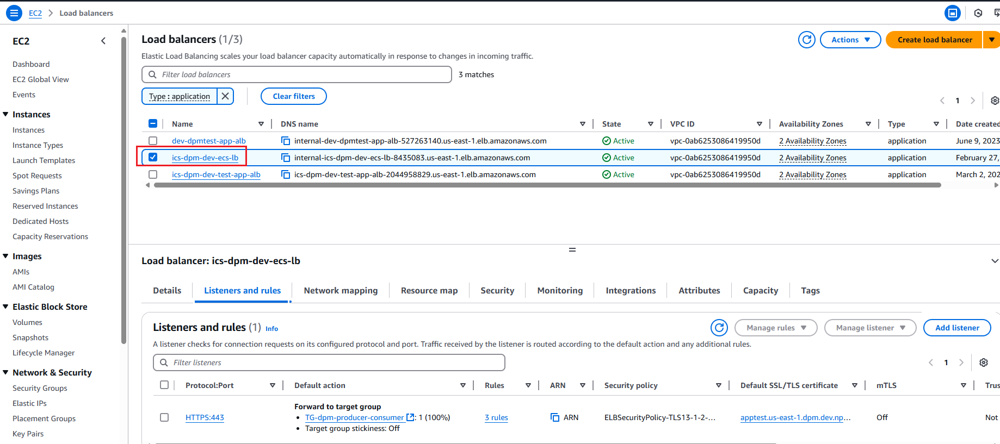 EC2 Load balancers
EC2
Dashboard
EC2 Global View
Events
Instances
Instances
Instance Types
Launch Templates
Spot Requests
Savings Plans
Reserved Instances
Dedicated Hosts
Capacity Reservations
Images
AMIs
AMI Catalog
Elastic Block Store
Volumes
Snapshots
Lifecycle Manager
Network & Security
Security Groups
Elastic IPs
Placement Groups
Key Pairs
Load balancers (1/3)
Actions
Create load balancer
Elastic Load Balancing scales your load balancer capacity automatically in response to changes in incoming traffic.
Filter load balancers
3 matches
Type : application
Clear filters
1
Name DNS name State VPC ID Availability Zones Type Date created
dev-dpmtest-app-alb internal-dev-dpmtest-app-alb-527263140.us-east-1.elb.amazonaws.com Active vpc-0ab6253086419950d 2 Availability Zones application June 9, 2023
ics-dpm-dev-ecs-lb internal-ics-dpm-dev-ecs-lb-8435083.us-east-1.elb.amazonaws.com Active vpc-0ab6253086419950d 2 Availability Zones application February 27,
ics-dpm-dev-test-app-alb ics-dpm-dev-test-app-alb-2044958829.us-east-1.elb.amazonaws.com Active vpc-0ab6253086419950d 2 Availability Zones application March 2, 202
Load balancer: ics-dpm-dev-ecs-lb
Details Listeners and rules Network mapping Resource map Security Monitoring Integrations Attributes Capacity Tags
Listeners and rules (1) Info
Manage rules
Manage listener
Add listener
A listener checks for connection requests on its configured protocol and port. Traffic received by the listener is routed according to the default action and any additional rules.
Filter listeners
1
Protocol:Port Default action Rules ARN Security policy Default SSL/TLS certificate mTLS Trus
HTTPS:443
Forward to target group
• TG-dpm-producer-consumer : 1 (100%)
• Target group stickiness: Off
3 rules
ARN
ELBSecurityPolicy-TLS13-1-2-...
apptest.us-east-1.dpm.dev.np...
Off
Not